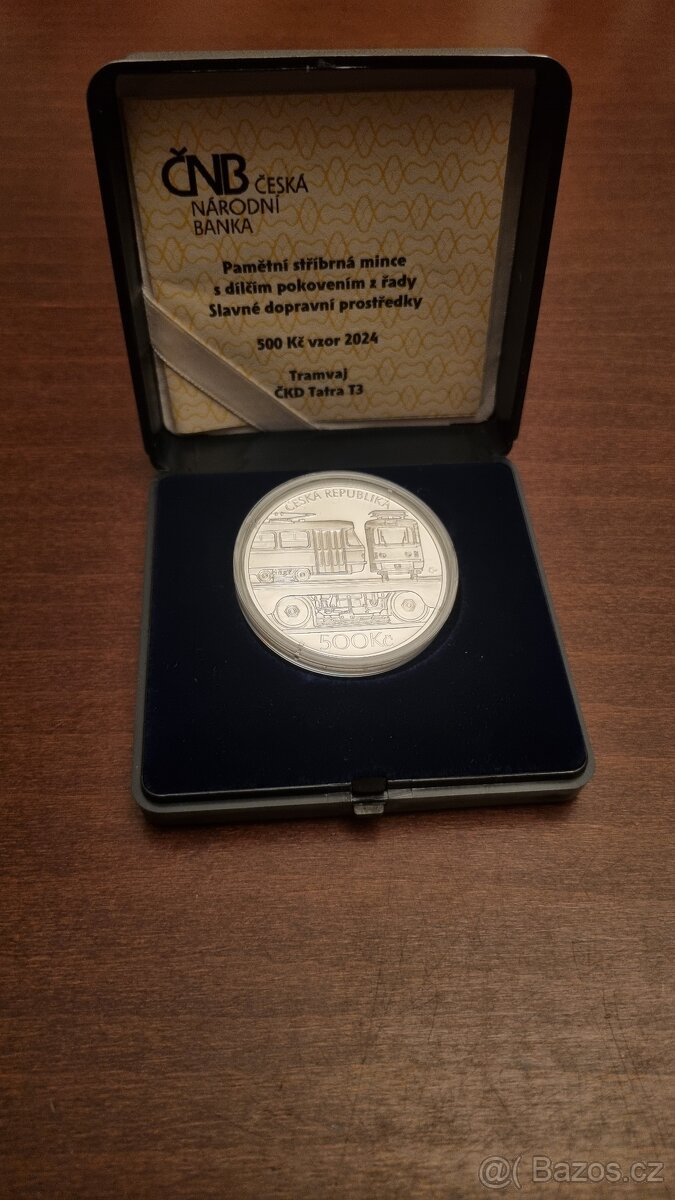 ČNB ČESKÁ
NÁRODNÍ
BANKA
Pamětní stříbrná mince
s dílčím pokovením z řady
Slavné dopravní prostředky
500 Kč vzor 2024
Tramvaj
ČKD Tatra T3
ČESKÁ REPUBLIKA
500Kč
@( Bazos.cz